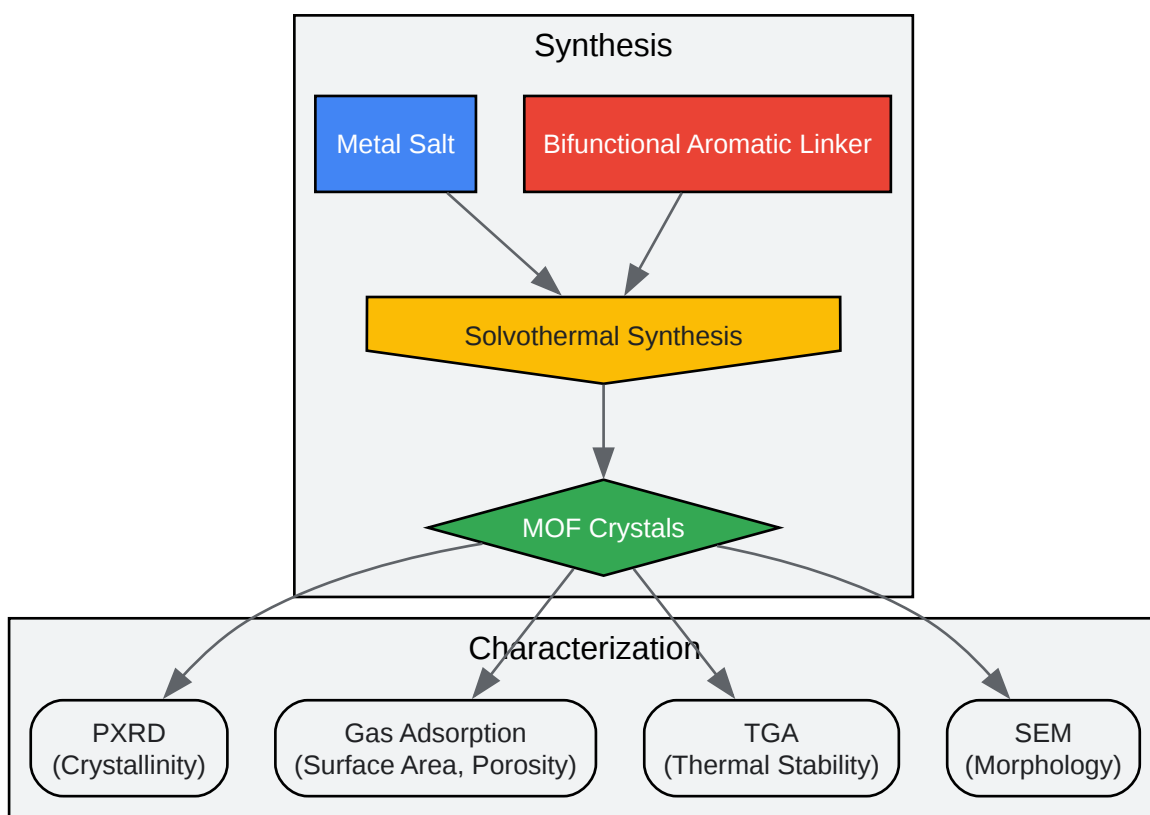 Synthesis
Metal Salt
Bifunctional Aromatic Linker
Solvothermal Synthesis
MOF Crystals
Characterization
PXRD
(Crystallinity)
Gas Adsorption
(Surface Area, Porosity)
TGA
(Thermal Stability)
SEM
(Morphology)